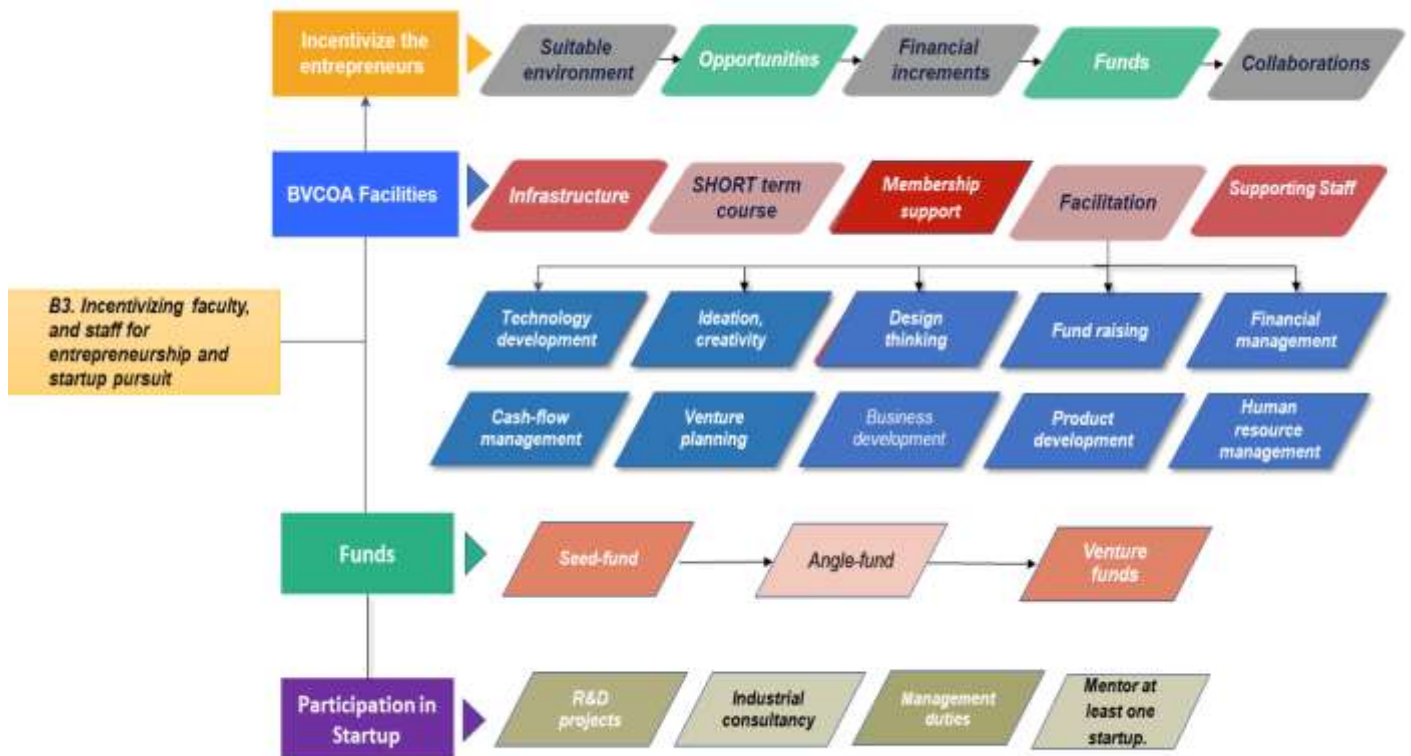 Incentivize the
entrepreneurs
Suitable
environment
Opportunities
Financial
increments
Funds
Collaborations
BVCOA Facilities
Infrastructure
SHORT term
course
Membership
support
Facilitation
Supporting Staff
B3. Incentivizing faculty,
and staff for
entrepreneurship and
startup pursuit
Technology
development
Ideation,
creativity
Design
thinking
Fund raising
Financial
management
Cash-flow
management
Venture
planning
Business
development
Product
development
Human
resource
management
Funds
Seed-fund
Angle-fund
Venture
funds
Participation in
Startup
R&D
projects
Industrial
consultancy
Management
duties
Mentor at
least one
startup.